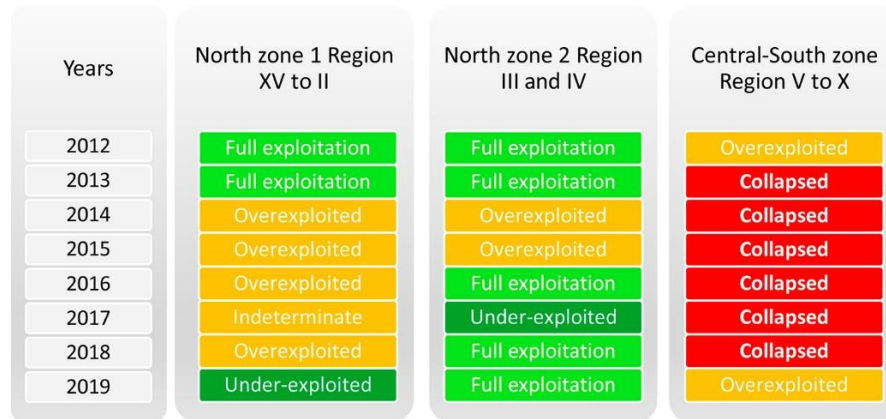 Years
North zone 1 Region
XV to II
North zone 2 Region
III and IV
Central-South zone
Region V to X
2012
Full exploitation
Full exploitation
Overexploited
2013
Full exploitation
Full exploitation
Collapsed
2014
Overexploited
Overexploited
Collapsed
2015
Overexploited
Overexploited
Collapsed
2016
Overexploited
Full exploitation
Collapsed
2017
Indeterminate
Under-exploited
Collapsed
2018
Overexploited
Full exploitation
Collapsed
2019
Under-exploited
Full exploitation
Overexploited